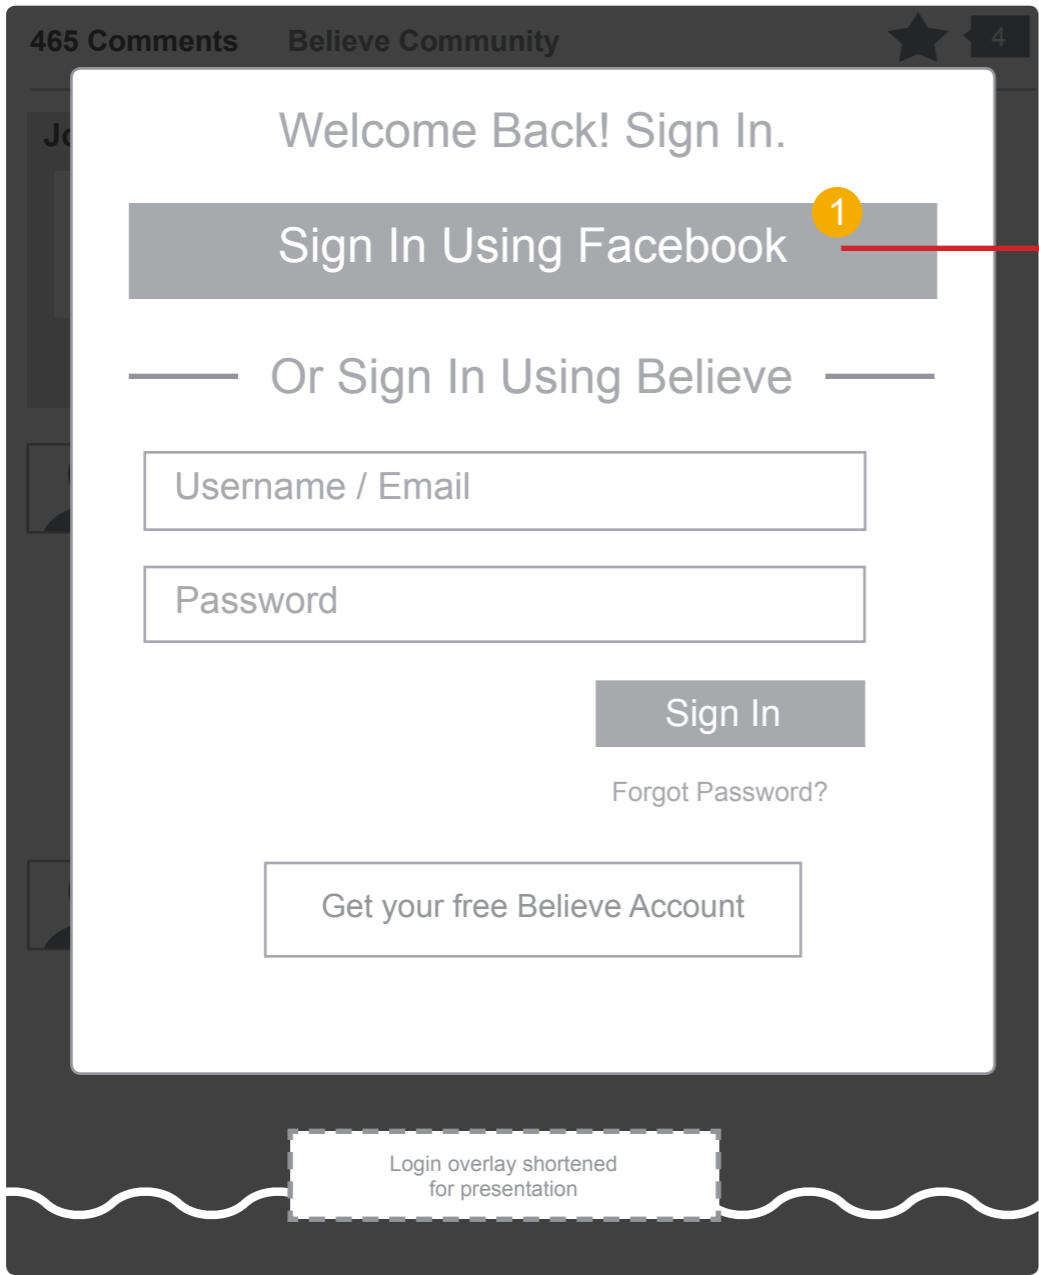 465 Comments Believe Community
4
Welcome Back! Sign In.
1
Sign In Using Facebook
Or Sign In Using Believe
Username / Email
Password
Sign In
Forgot Password?
Get your free Believe Account
Login overlay shortened
for presentation